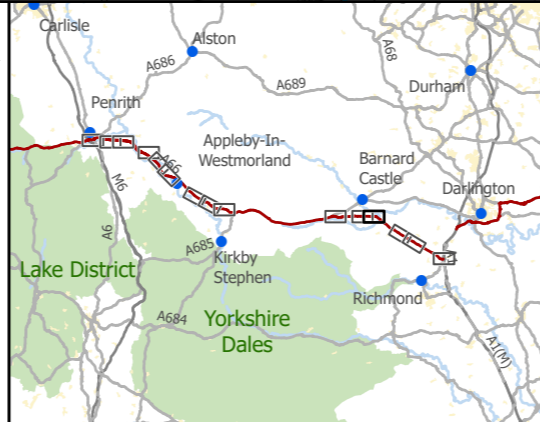 Carlisle
Alston
A686
A68
A689
Durham
Penrith
Appleby-In-
Westmorland
A66
Barnard
Castle
Darlington
M6
A6
A685
Kirkby
Stephen
Lake District
Richmond
A684
Yorkshire
Dales
A1(M)